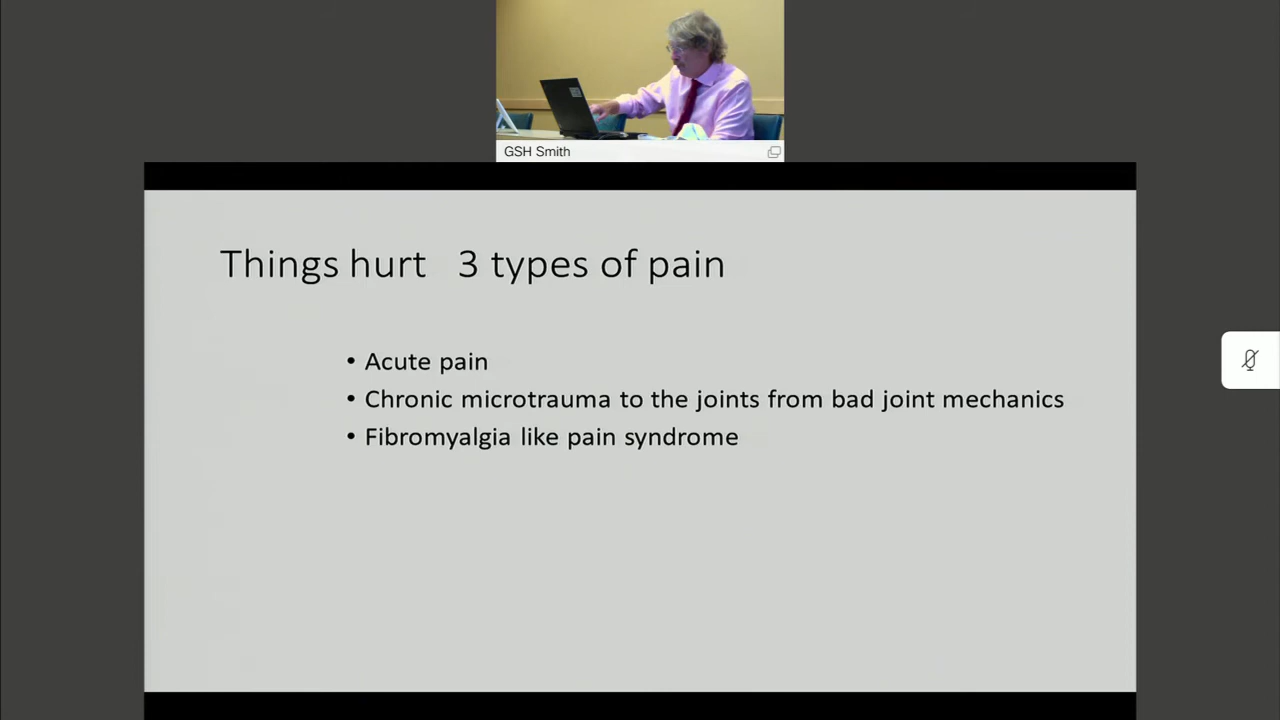 GSH Smith
Things hurt   3 types of pain
• Acute pain
• Chronic microtrauma to the joints from bad joint mechanics
• Fibromyalgia like pain syndrome